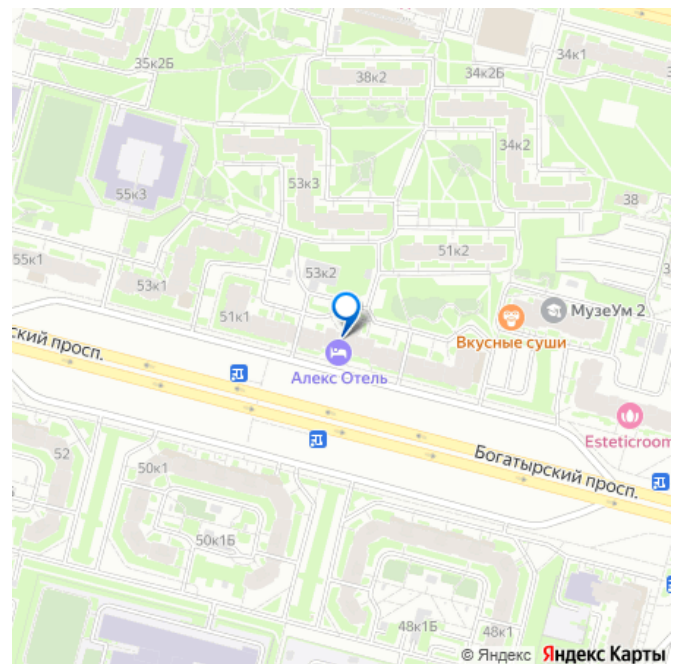 34к1
35к2Б
38к2
34к2Б
34к2
53к3
55к3
38
51к2
55к1
53к2
53к1
51к1
МузеУм 2
Вкусные суши
ский просп.
Алекс Отель
Esteticroom
Богатырский просп.
52
50к1
50к1Б
48к1Б
48к1
© Яндекс Яндекс Карты